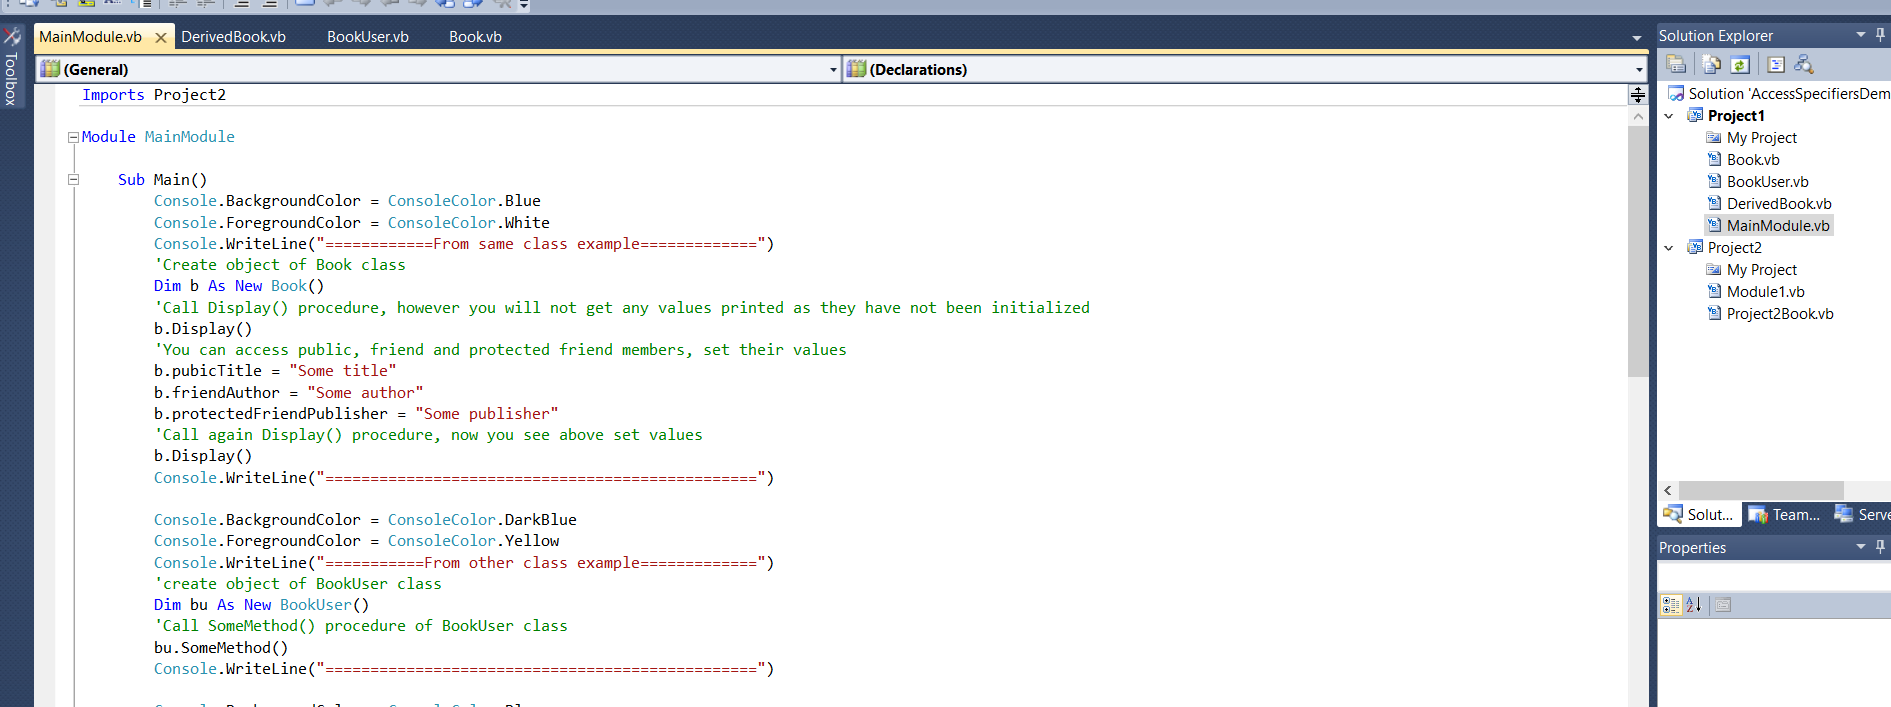 MainModule.vb
DerivedBook.vb
BookUser.vb
Book.vb
Toolbox
(General)
(Declarations)
Imports Project2
Module MainModule
Sub Main()
Console.BackgroundColor = ConsoleColor.Blue
Console.ForegroundColor = ConsoleColor.White
Console.WriteLine("============From same class example=============")
'Create object of Book class
Dim b As New Book()
'Call Display() procedure, however you will not get any values printed as they have not been initialized
b.Display()
'You can access public, friend and protected friend members, set their values
b.pubicTitle = "Some title"
b.friendAuthor = "Some author"
b.protectedFriendPublisher = "Some publisher"
'Call again Display() procedure, now you see above set values
b.Display()
Console.WriteLine("================================================")
Console.BackgroundColor = ConsoleColor.DarkBlue
Console.ForegroundColor = ConsoleColor.Yellow
Console.WriteLine("===========From other class example=============")
'create object of BookUser class
Dim bu As New BookUser()
'Call SomeMethod() procedure of BookUser class
bu.SomeMethod()
Console.WriteLine("================================================")
Solution Explorer
Solution 'AccessSpecifiersDem
Project1
My Project
Book.vb
BookUser.vb
DerivedBook.vb
MainModule.vb
Project2
My Project
Module1.vb
Project2Book.vb
Solut...
Team...
Serve
Properties